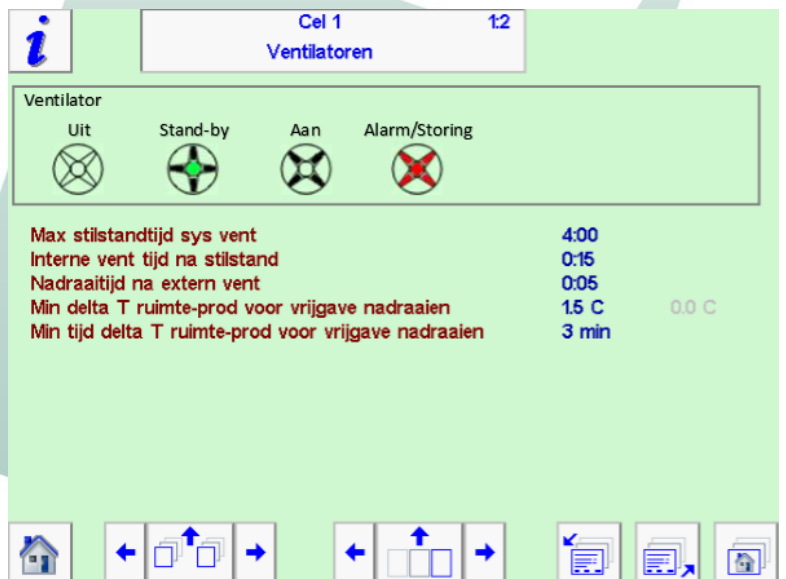 i
Cel 1 1:2
Ventilatoren
Ventilator
Uit Stand-by Aan Alarm/Storing
Max stilstandtijd sys vent 4:00
Interne vent tijd na stilstand 0:15
Nadraaitijd na extern vent 0:05
Min delta T ruimte-prod voor vrijgave nadraaien 1.5 C 0.0 C
Min tijd delta T ruimte-prod voor vrijgave nadraaien 3 min